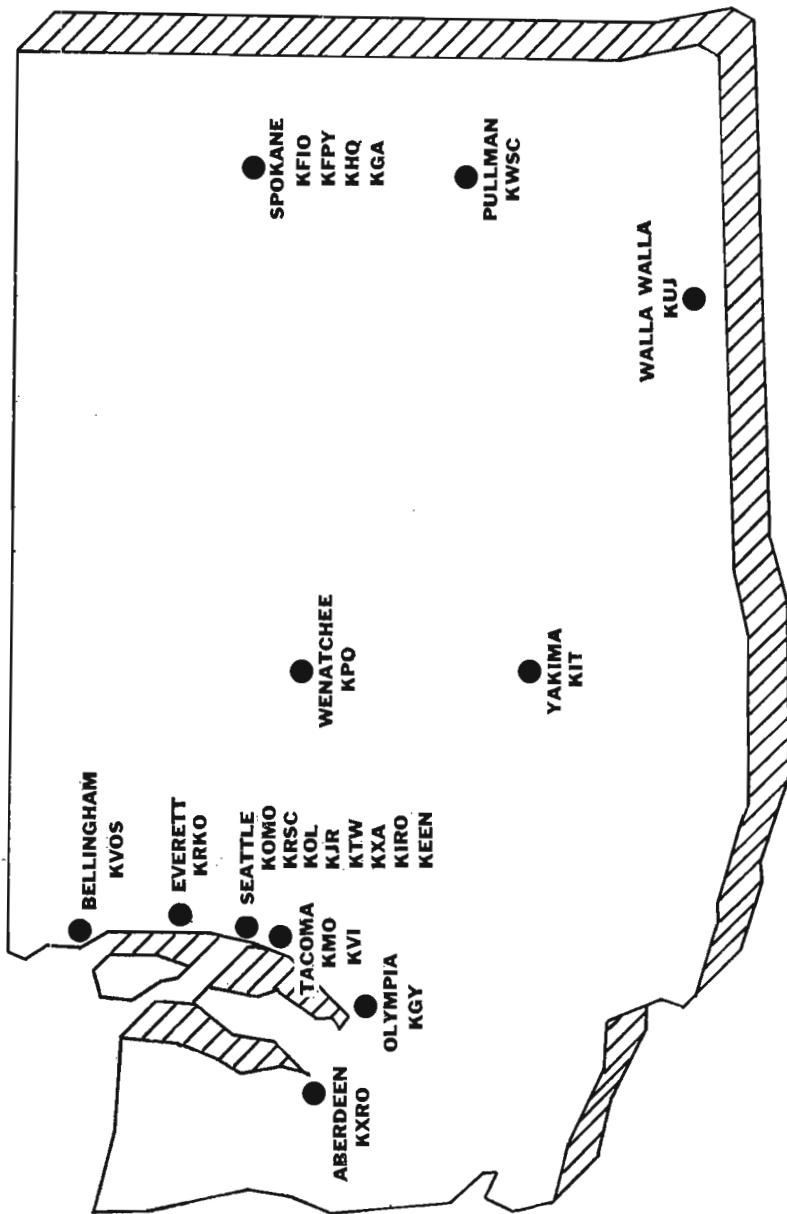 BELLINGHAM
KVOS
EVERETT
KRKO
SEATTLE
KOMO
KRSC
KOL
KJR
KTW
KXA
KIRO
KEEN
TACOMA
KMO
KVI
OLYMPIA
KGY
ABERDEEN
KXRO
WENATCHEE
KPQ
YAKIMA
KIT
SPOKANE
KFIO
KFPY
KHQ
KGA
PULLMAN
KWSC
WALLA WALLA
KUJ